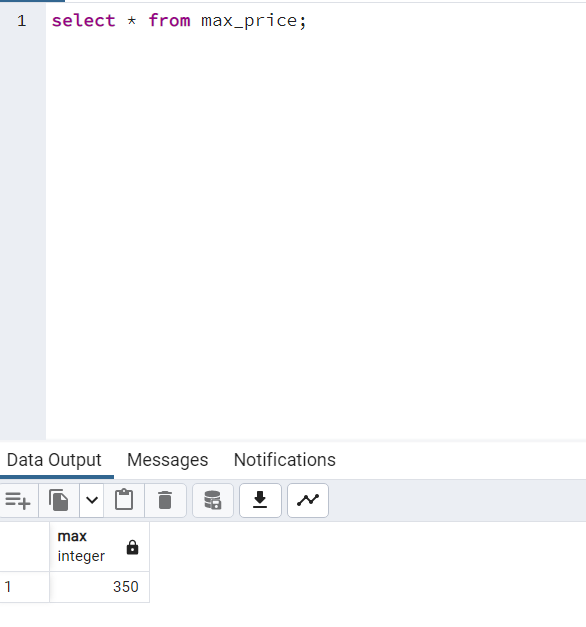 1 select * from max_price;
Data Output Messages Notifications
max
integer
1 350